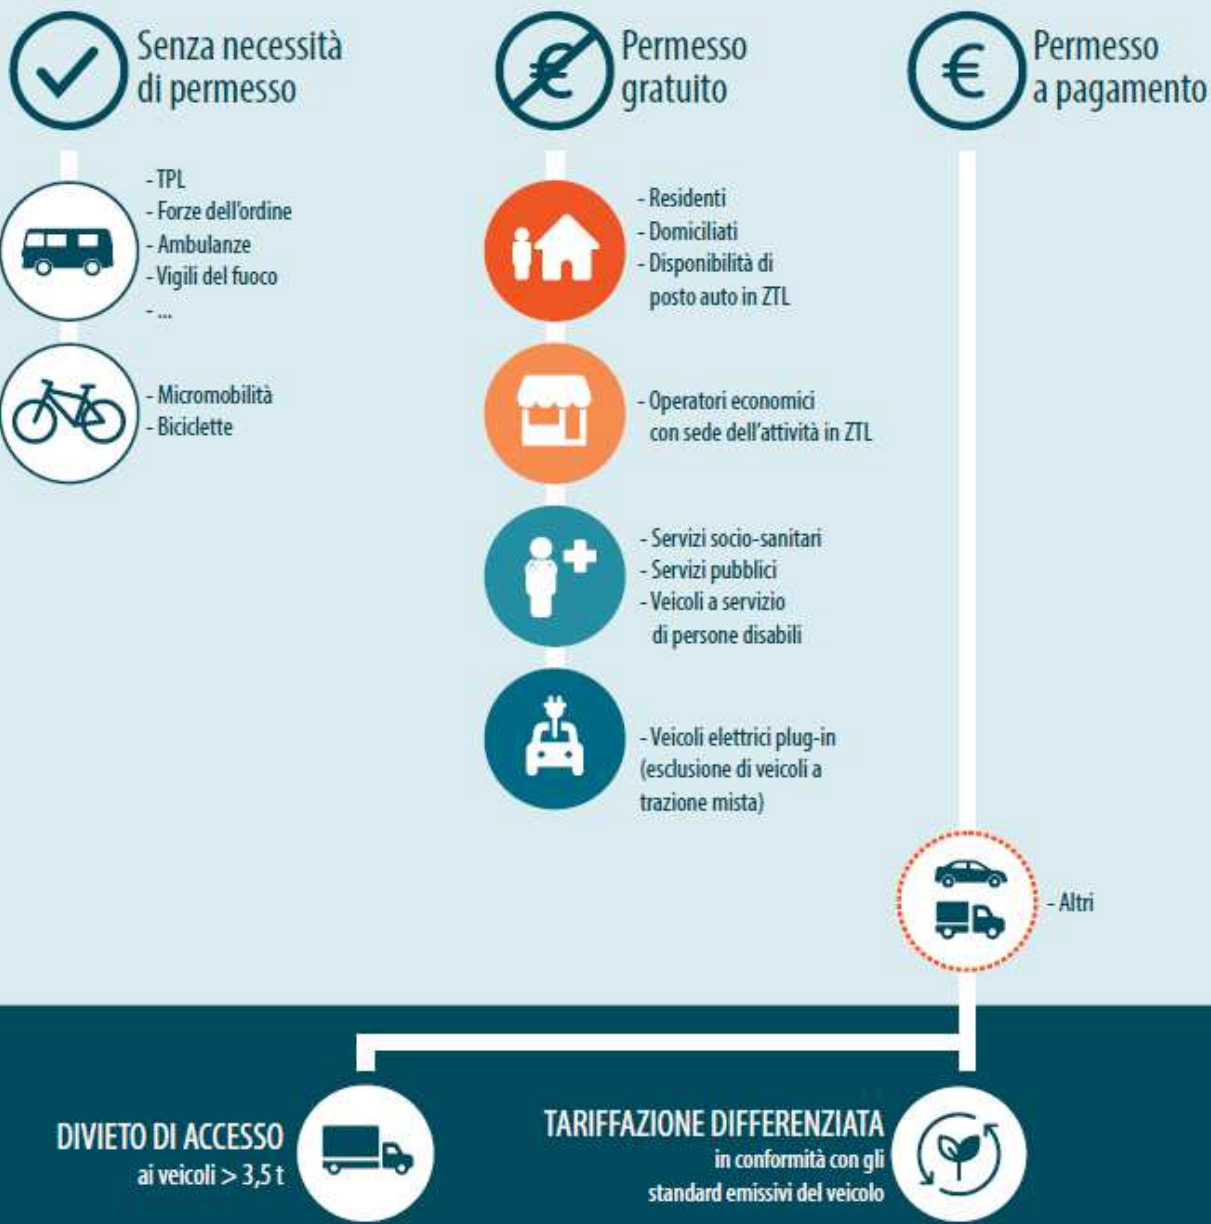 Senza necessità
di permesso
- TPL
- Forze dell'ordine
- Ambulanze
- Vigili del fuoco
- ...
- Micromobilità
- Biciclette
€
Permesso
gratuito
- Residenti
- Domiciliati
- Disponibilità di
posto auto in ZTL
- Operatori economici
con sede dell'attività in ZTL
- Servizi socio-sanitari
- Servizi pubblici
- Veicoli a servizio
di persone disabili
- Veicoli elettrici plug-in
(esclusione di veicoli a
trazione mista)
€
Permesso
a pagamento
- Altri
DIVIETO DI ACCESSO
ai veicoli > 3,5 t
TARIFFAZIONE DIFFERENZIATA
in conformità con gli
standard emissivi del veicolo